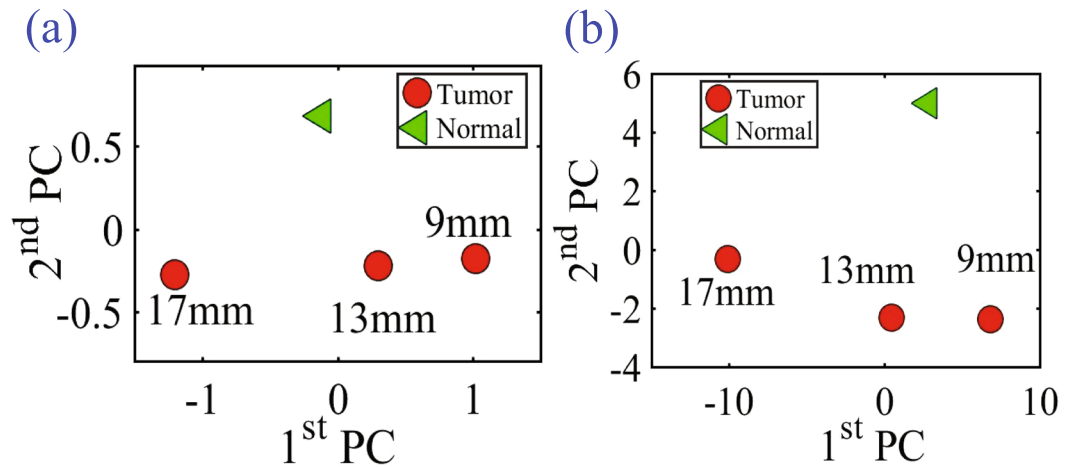 (a)
Tumor
Normal
0.5
0
-0.5
2nd PC
9mm
17mm
13mm
-1
0
1
1st PC
(b)
Tumor
Normal
6
4
2
0
-2
-4
2nd PC
17mm
13mm
9mm
-10
0
10
1st PC